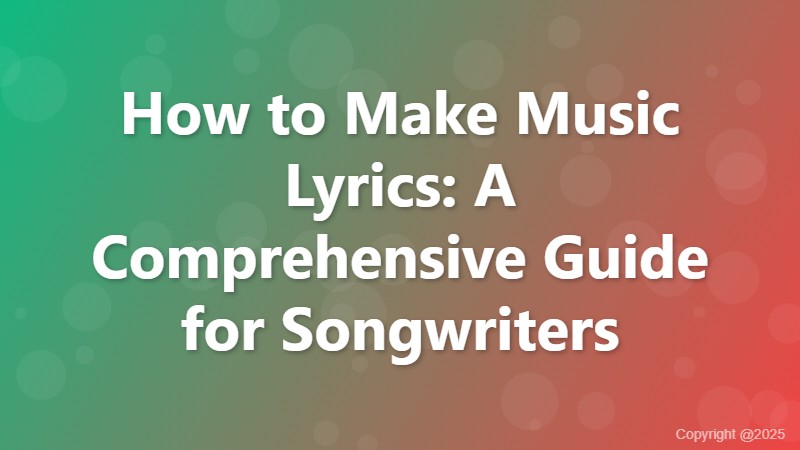 How to Make Music
Lyrics: A
Comprehensive Guide
for Songwriters
Copyright @2025